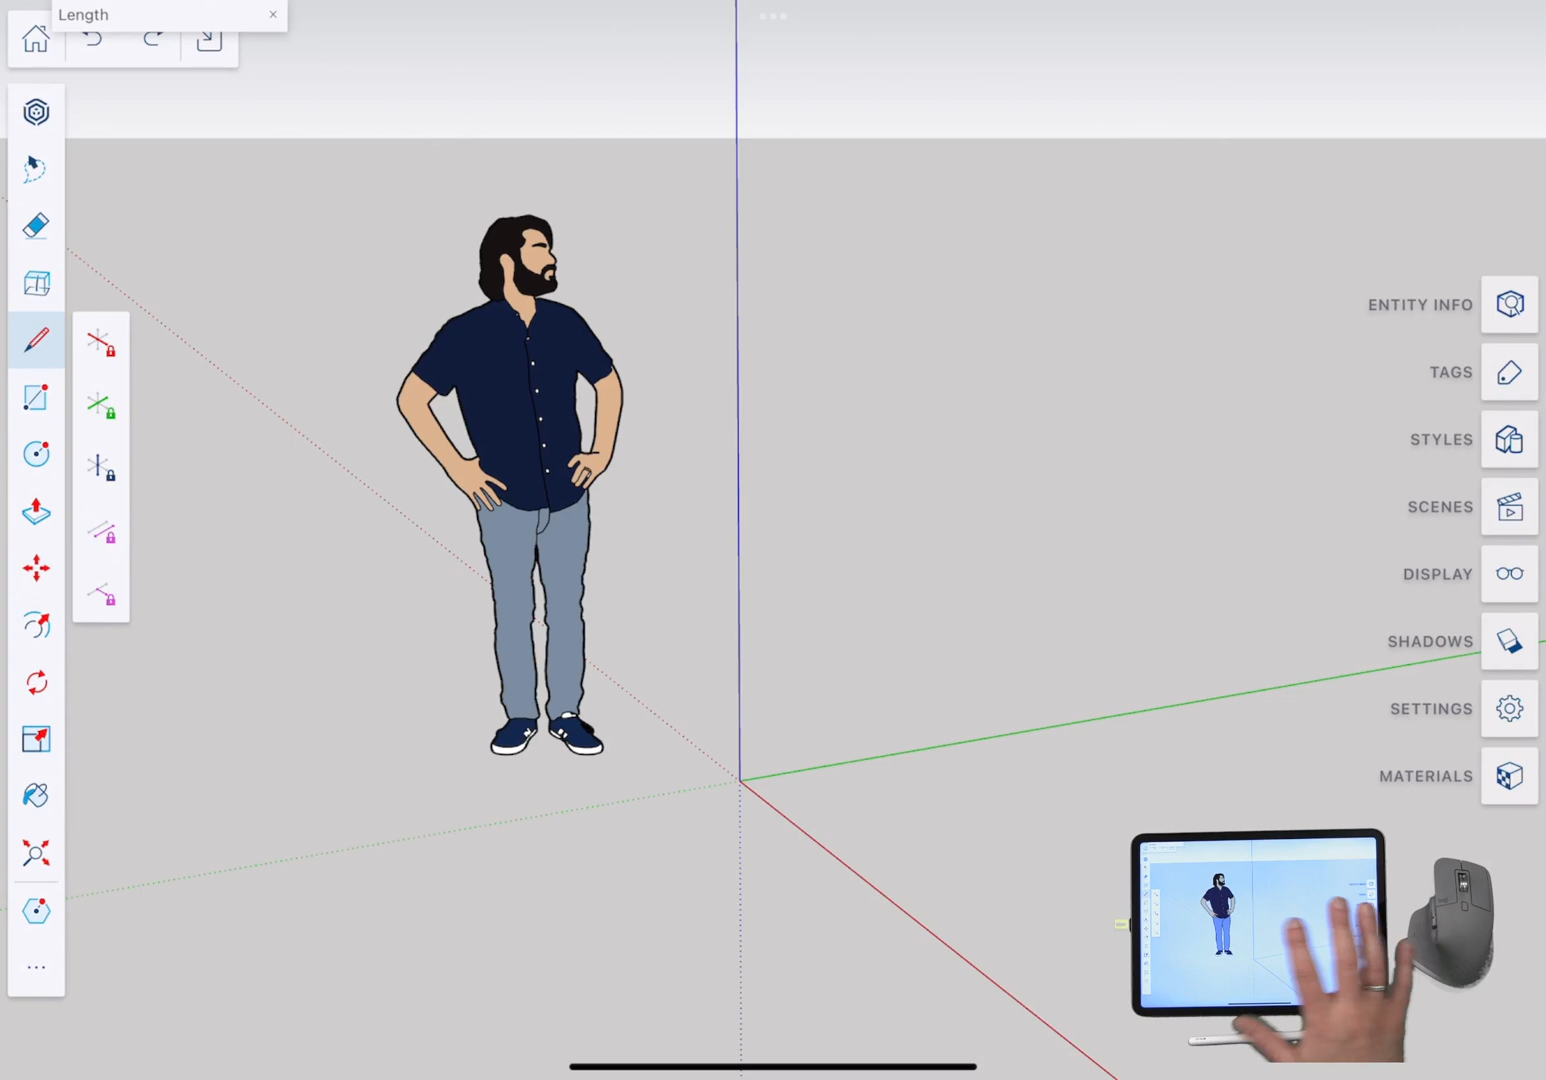 Length
ENTITY INFO
TAGS
STYLES
SCENES
DISPLAY
SHADOWS
SETTINGS
MATERIALS